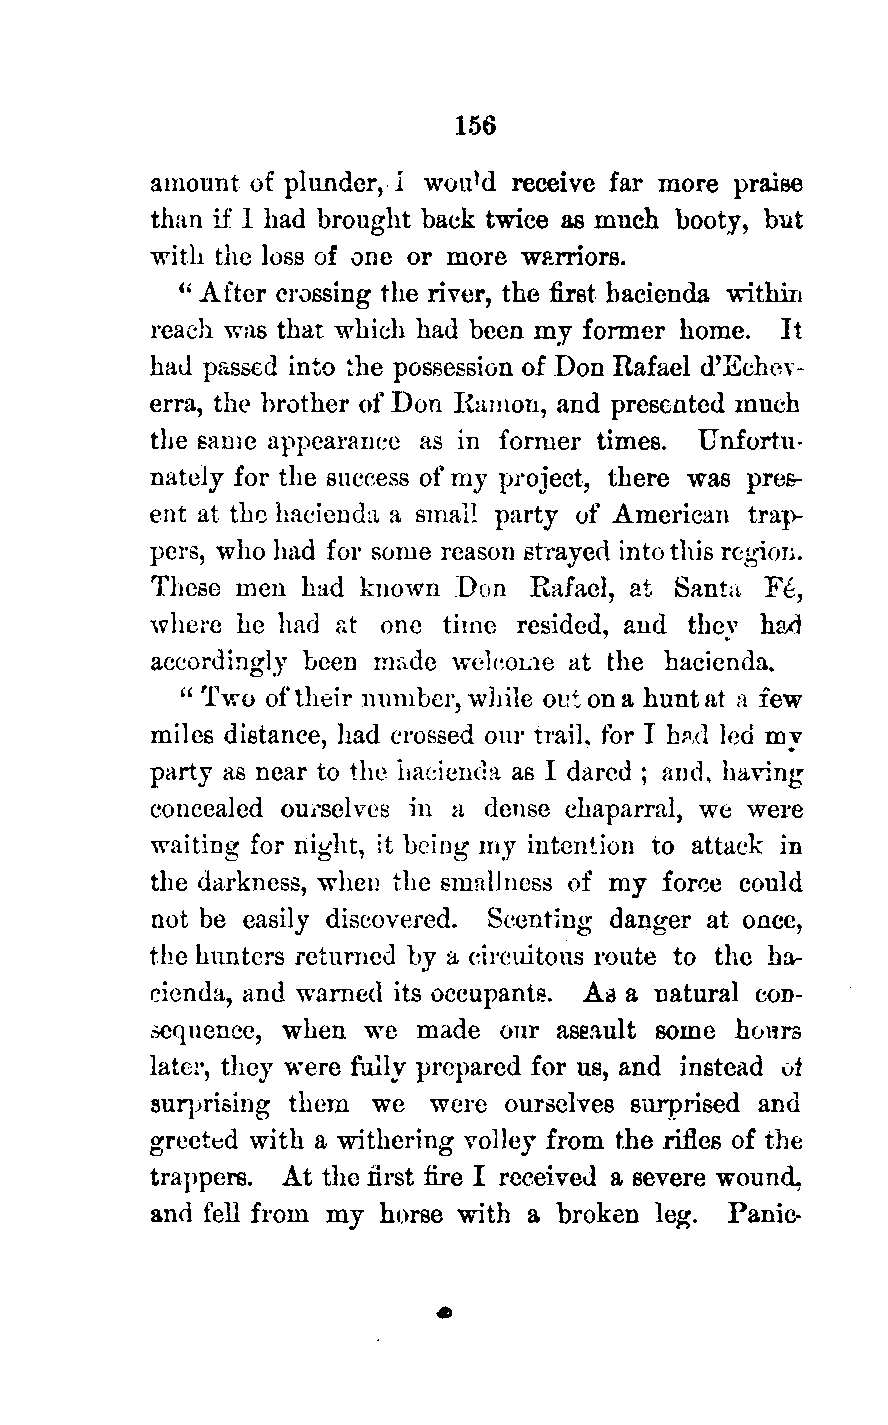 156
amount of plunder, I would receive far more praise
than if I had brought back twice as much booty, but
with the loss of one or more warriors.
“ After crossing the river, the first hacienda within
reach was that which had been my former home. It
had passed into the possession of Don Rafael d’Echev-
erra, the brother of Don Ramon, and presented much
the same appearance as in former times. Unfortu-
nately for the success of my project, there was pres-
ent at the hacienda a small party of American trap-
pers, who had for some reason strayed into this region.
These men had known Don Rafael, at Santa Fé,
where he had at one time resided, and they had
accordingly been made welcome at the hacienda.
“ Two of their number, while out on a hunt at a few
miles distance, had crossed our trail, for I had led my
party as near to the hacienda as I dared ; and, having
concealed ourselves in a dense chaparral, we were
waiting for night, it being my intention to attack in
the darkness, when the smallness of my force could
not be easily discovered. Scenting danger at once,
the hunters returned by a circuitous route to the ha-
cienda, and warned its occupants. As a natural con-
sequence, when we made our assault some hours
later, they were fully prepared for us, and instead of
surprising them we were ourselves surprised and
greeted with a withering volley from the rifles of the
trappers. At the first fire I received a severe wound,
and fell from my horse with a broken leg. Panic-